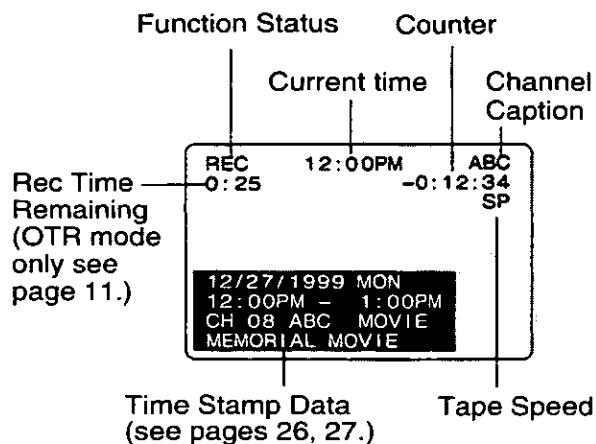 Function Status
Counter
Current time
Channel
Caption
REC 12:00PM ABC
0:25 -0:12:34
SP
Rec Time
Remaining
(OTR mode
only see
page 11.)
12/27/1999 MON
12:00PM – 1:00PM
CH 08 ABC MOVIE
MEMORIAL MOVIE
Time Stamp Data
(see pages 26, 27.)
Tape Speed